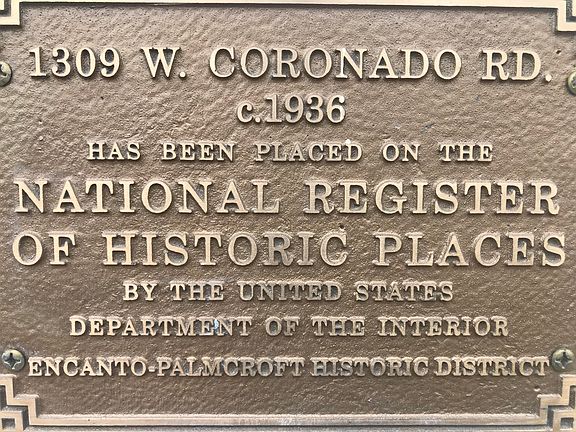 1309 W. CORONADO RD.
c.1936
HAS BEEN PLACED ON THE
NATIONAL REGISTER
OF HISTORIC PLACES
BY THE UNITED STATES
DEPARTMENT OF THE INTERIOR
ENCANTO-PALMCROFT HISTORIC DISTRICT